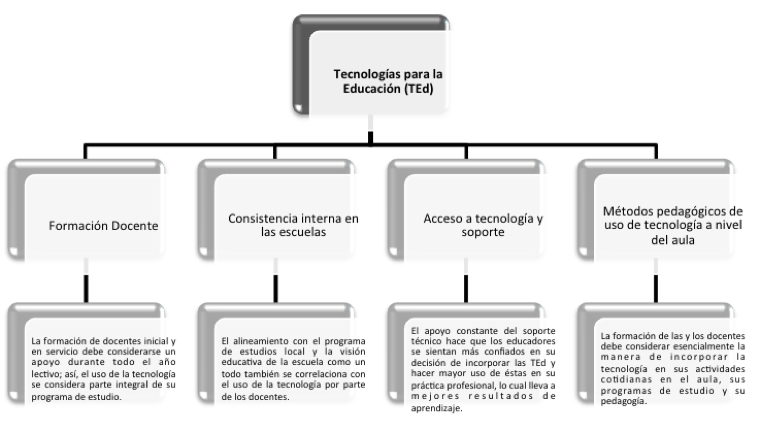 Tecnologías para la
Educación (TEd)
Formación Docente
Consistencia interna en
las escuelas
Acceso a tecnología y
soporte
Métodos pedagógicos de
uso de tecnología a nivel
del aula
La formación de docentes inicial y
en servicio debe considerarse un
apoyo durante todo el año
lectivo; así, el uso de la tecnología
se considera parte integral de su
programa de estudio.
El alineamiento con el programa
de estudios local y la visión
educativa de la escuela como un
todo también se correlaciona con
el uso de la tecnología por parte
de los docentes.
El apoyo constante del soporte
técnico hace que los educadores
se sientan más confiados en su
decisión de incorporar las TEd y
hacer mayor uso de éstas en su
práctica profesional, lo cual lleva a
mejores resultados de
aprendizaje.
La formación de las y los docentes
debe considerar esencialmente la
manera de incorporar la
tecnología en sus actividades
cotidianas en el aula, sus
programas de estudio y su
pedagogía.